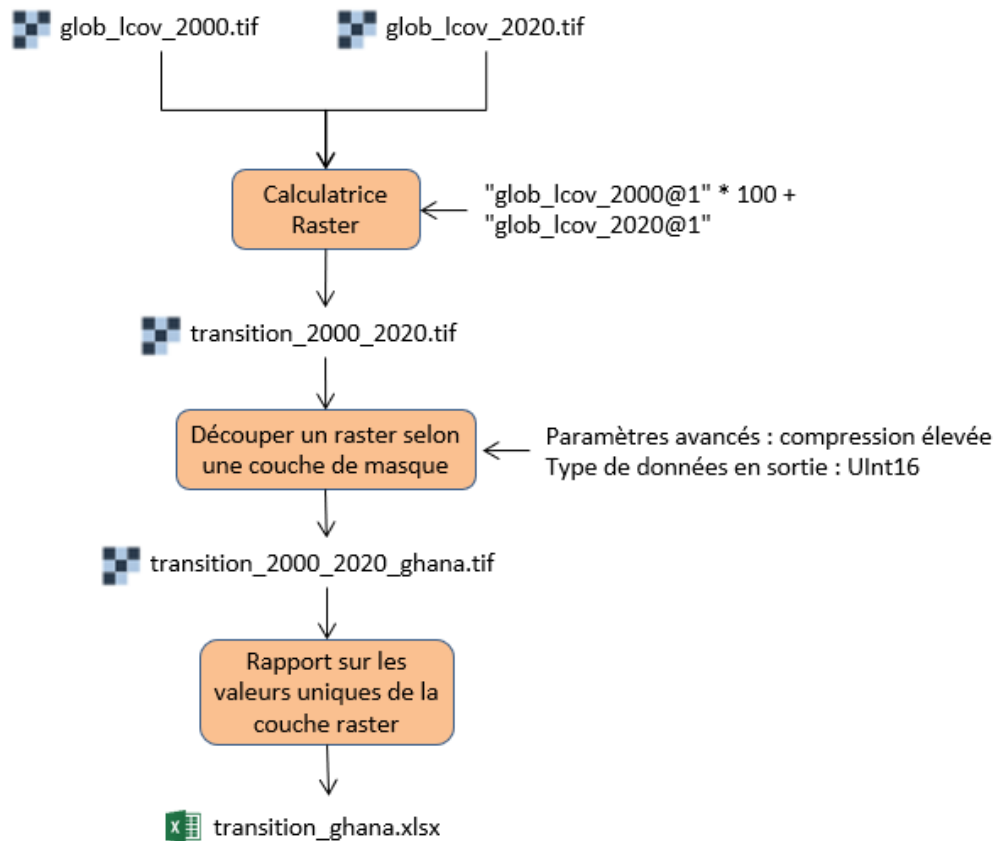 glob_lcov_2000.tif
glob_lcov_2020.tif
Calculatrice
Raster
"glob_lcov_2000@1" * 100 +
"glob_lcov_2020@1"
transition_2000_2020.tif
Découper un raster selon
une couche de masque
Paramètres avancés : compression élevée
Type de données en sortie : UInt16
transition_2000_2020_ghana.tif
Rapport sur les
valeurs uniques de la
couche raster
transition_ghana.xlsx